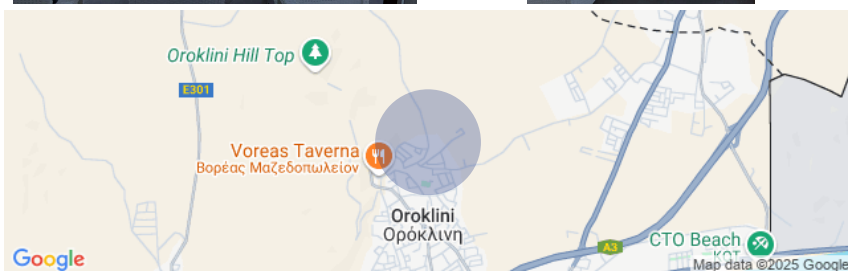 Oroklini Hill Top
E301
Voreas Taverna
Βορέας Μαζεδοπωλείον
Oroklini
Ορόκλινη
A3
CTO Beach
ΚΟΤ
Google
Map data ©2025 Google